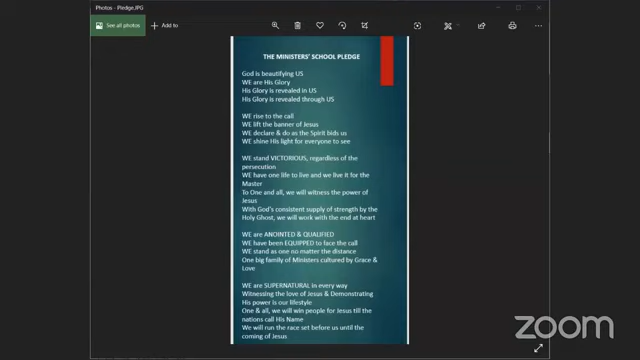 Photos - Pledge.JPG
See all photos
Add to
THE MINISTERS' SCHOOL PLEDGE
God is beautifying US
WE are His Glory
His Glory is revealed in US
His Glory is revealed through US
WE rise to the call
WE lift the banner of Jesus
WE declare & do as the Spirit bids us
WE shine His light for everyone to see
WE stand VICTORIOUS, regardless of the
persecution
WE have one life to live and we live it for the
Master
To One and all, we will witness the power of
Jesus
With God's consistent supply of strength by the
Holy Ghost, we will work with the end at heart
WE are ANOINTED & QUALIFIED
WE have been EQUIPPED to face the call
WE stand as one no matter the distance
One big family of Ministers cultured by Grace &
Love
WE are SUPERNATURAL in every way
Witnessing the love of Jesus & Demonstrating
His power is our lifestyle
One & all, we will win people for Jesus till the
nations call His Name
We will run the race set before us until the
coming of Jesus
zoom